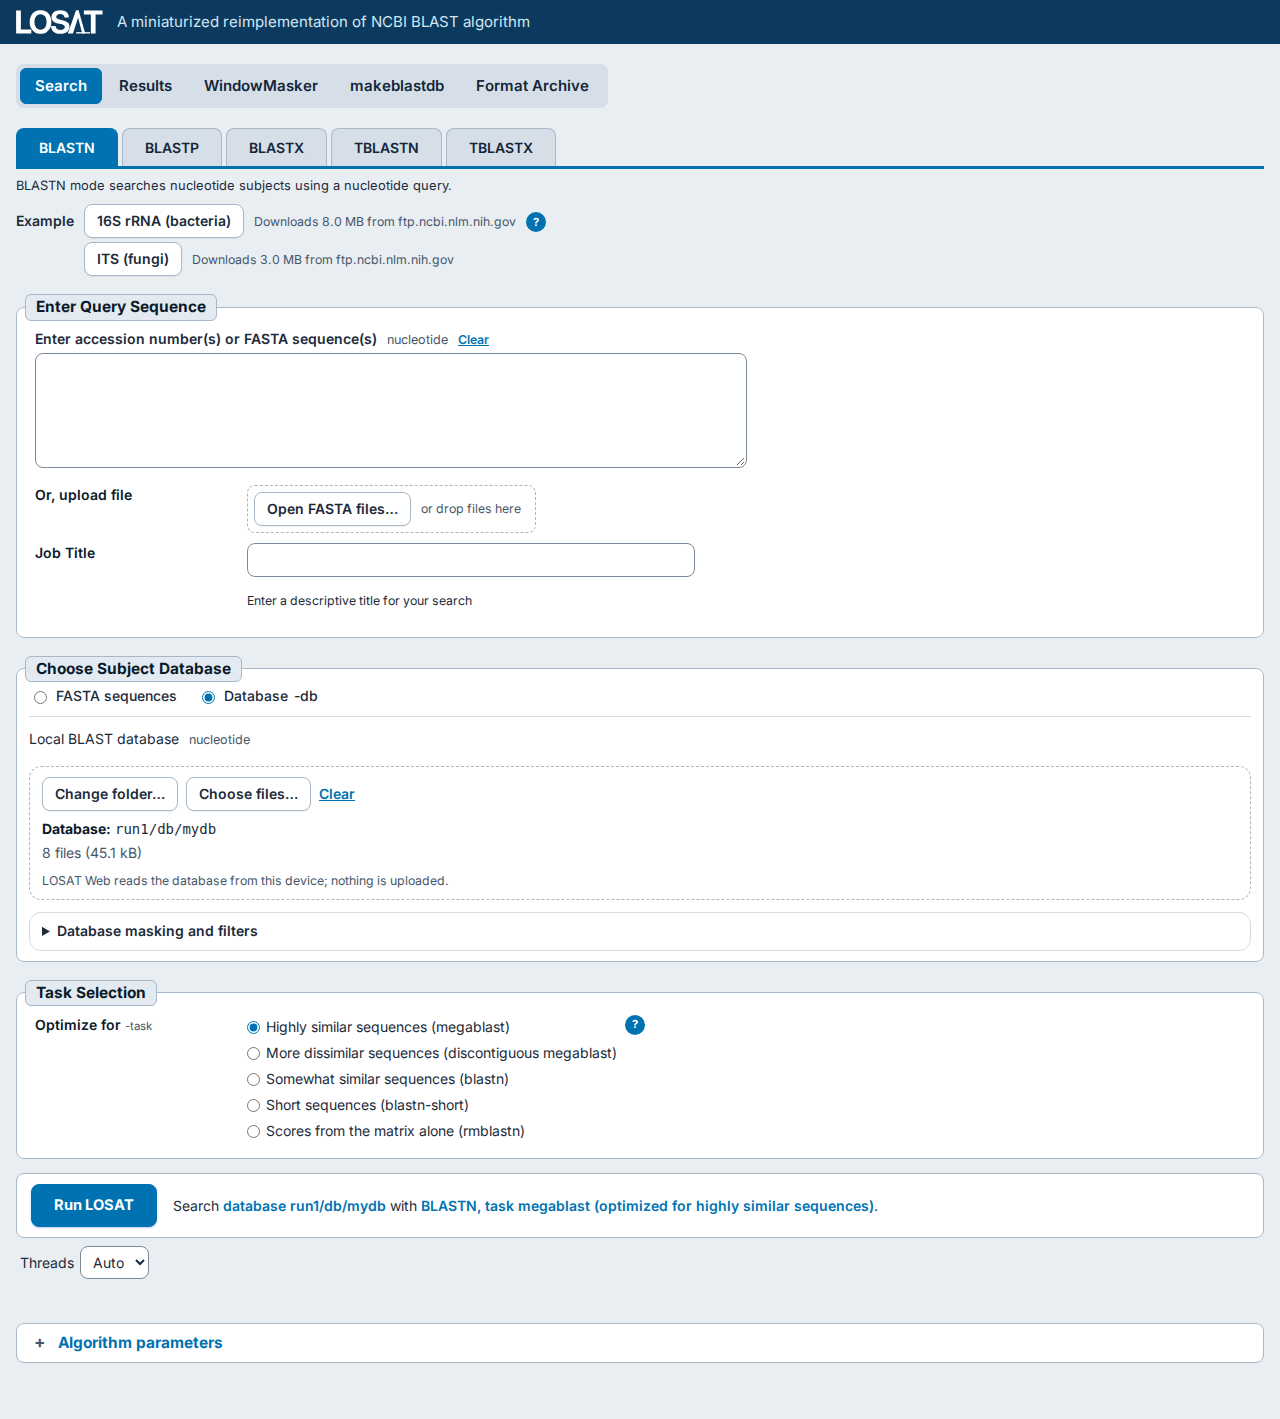 LOSAT A miniaturized reimplementation of NCBI BLAST algorithm
Search Results WindowMasker makeblastdb Format Archive
BLASTN BLASTP BLASTX TBLASTN TBLASTX
BLASTN mode searches nucleotide subjects using a nucleotide query.
Example 16S rRNA (bacteria) Downloads 8.0 MB from ftp.ncbi.nlm.nih.gov ?
ITS (fungi) Downloads 3.0 MB from ftp.ncbi.nlm.nih.gov
Enter Query Sequence
Enter accession number(s) or FASTA sequence(s) nucleotide Clear
Or, upload file Open FASTA files... or drop files here
Job Title
Enter a descriptive title for your search
Choose Subject Database
FASTA sequences Database -db
Local BLAST database nucleotide
Change folder... Choose files... Clear
Database: run1/db/mydb
8 files (45.1 kB)
LOSAT Web reads the database from this device; nothing is uploaded.
Database masking and filters
Task Selection
Optimize for -task Highly similar sequences (megablast) ?
More dissimilar sequences (discontiguous megablast)
Somewhat similar sequences (blastn)
Short sequences (blastn-short)
Scores from the matrix alone (rmblastn)
Run LOSAT Search database run1/db/mydb with BLASTN, task megablast (optimized for highly similar sequences).
Threads Auto
+ Algorithm parameters